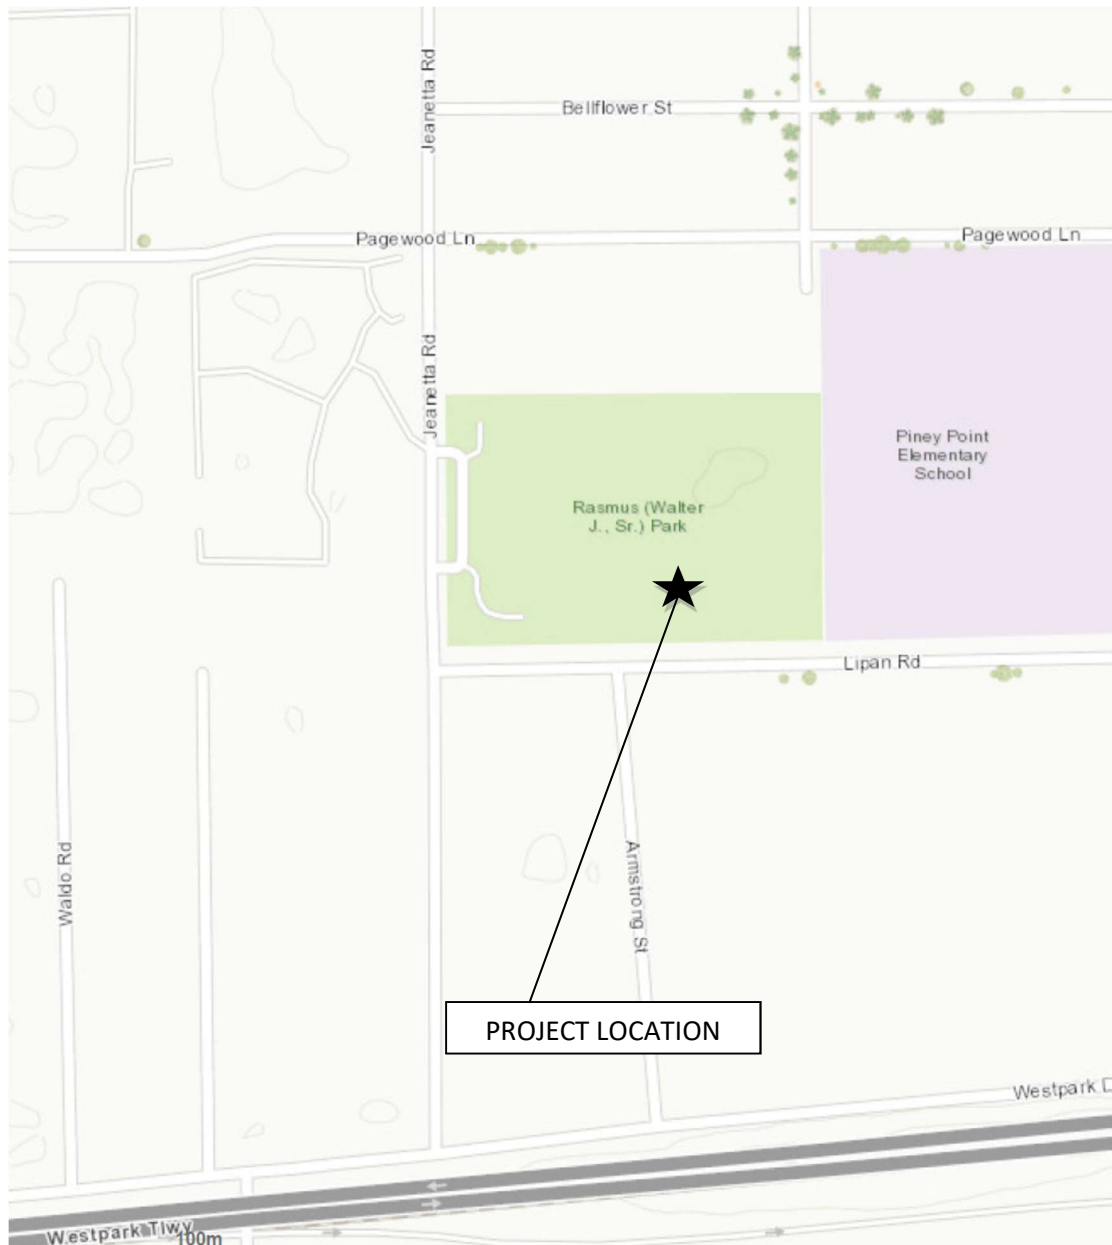 Jeanetta Rd
Bellflower St
Pagewood Ln
Pagewood Ln
Jeanetta Rd
Piney Point
Elementary
School
Rasmus (Walter
J., Sr.) Park
Lipan Rd
Waldo Rd
Armstrong St
PROJECT LOCATION
Westpark D
Westpark Tlwy
100m